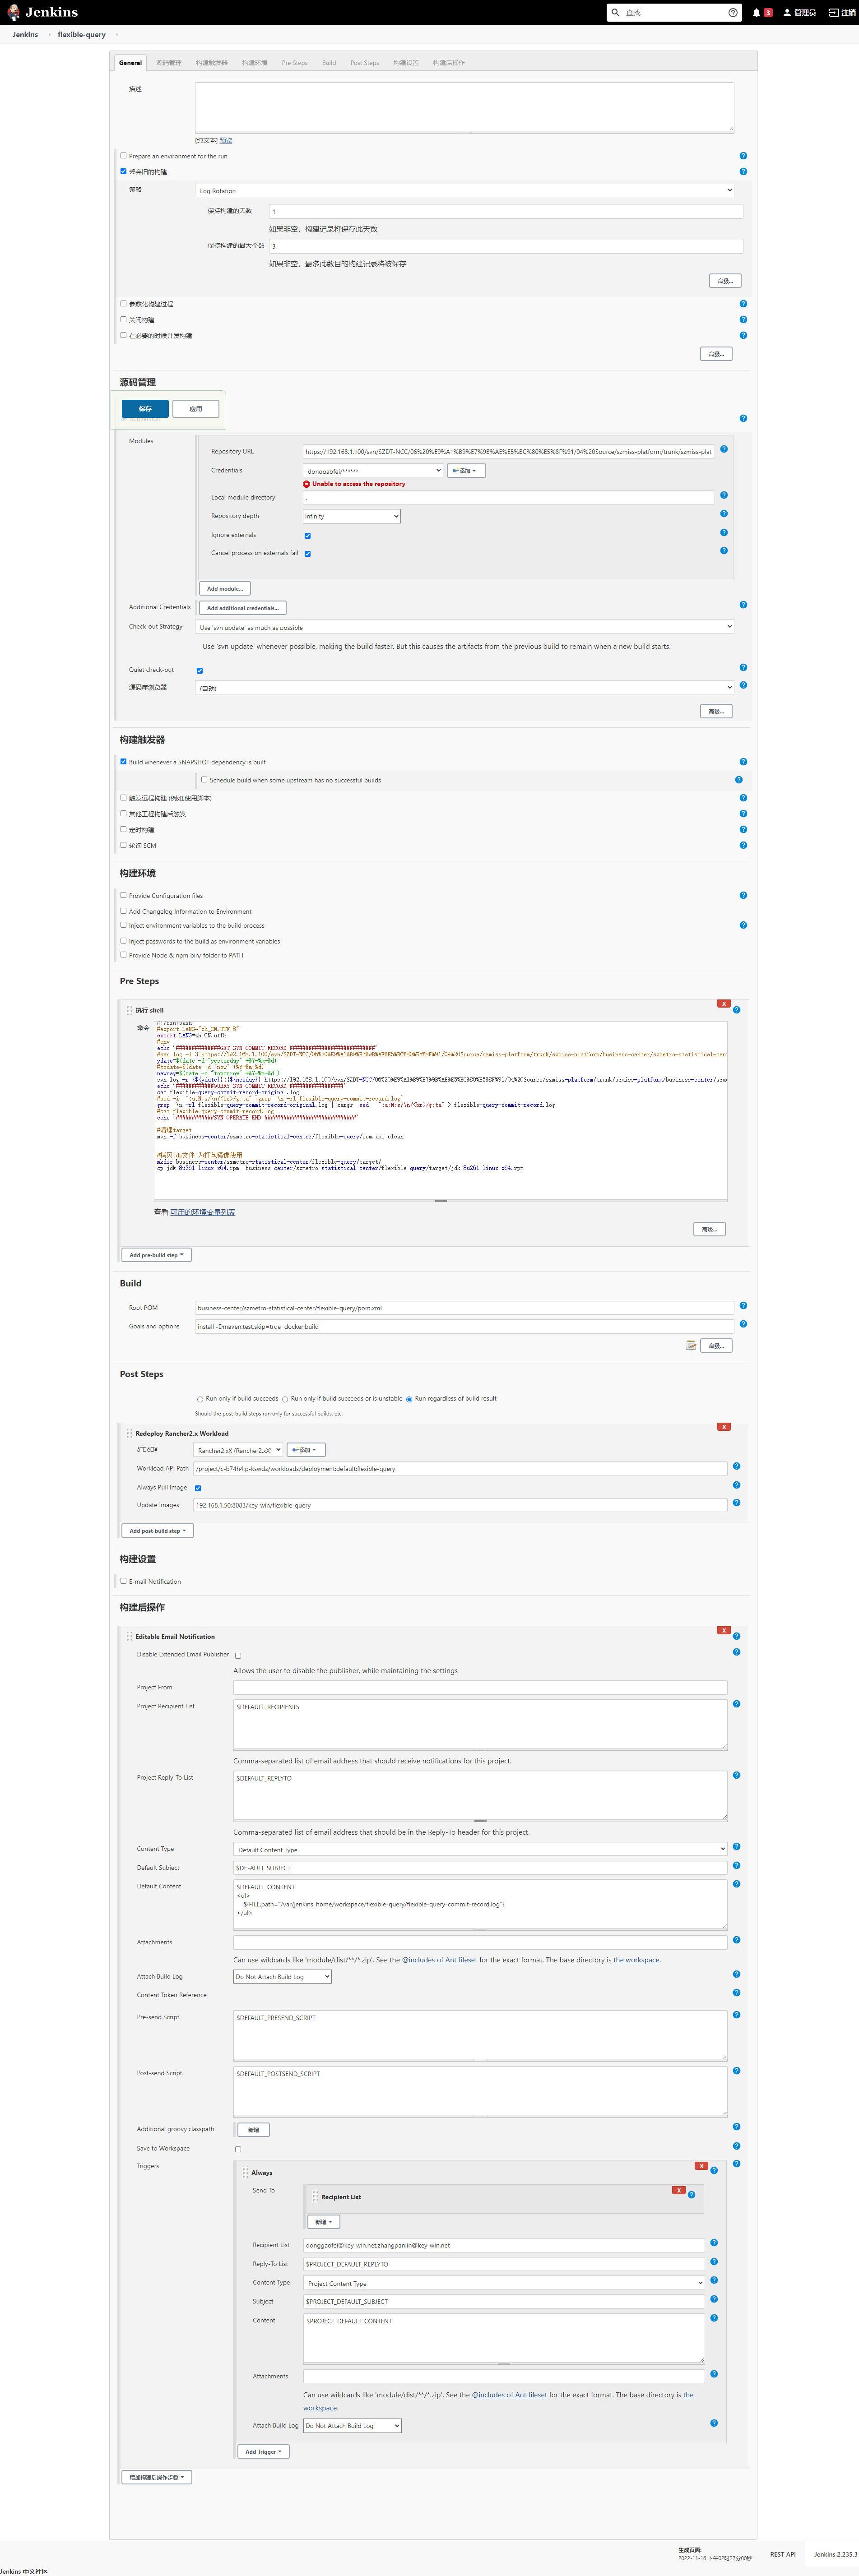 Jenkins
查找
3
管理员
注销
Jenkins
flexible-query
General
源码管理
构建触发器
构建环境
Pre Steps
Build
Post Steps
构建设置
构建后操作
描述
[纯文本] 预览
Prepare an environment for the run
丢弃旧的构建
策略
Log Rotation
保持构建的天数
1
如果非空，构建记录将保存此天数
保持构建的最大个数
3
如果非空，最多此数目的构建记录将被保存
高级...
参数化构建过程
关闭构建
在必要的时候并发构建
高级...
源码管理
保存
应用
Modules
Repository URL
https://192.168.1.100/svn/SZDT-NCC/06%20%E9%A1%B9%E7%9B%AE%E5%BC%80%E5%8F%91/04%20Source/szmiss-platform/trunk/szmiss-plat
Credentials
donggaofei/******
添加
Unable to access the repository
Local module directory
.
Repository depth
infinity
Ignore externals
Cancel process on externals fail
Add module...
Additional Credentials
Add additional credentials...
Check-out Strategy
Use 'svn update' as much as possible
Use 'svn update' whenever possible, making the build faster. But this causes the artifacts from the previous build to remain when a new build starts.
Quiet check-out
源码库浏览器
(自动)
高级...
构建触发器
Build whenever a SNAPSHOT dependency is built
Schedule build when some upstream has no successful builds
触发远程构建 (例如,使用脚本)
其他工程构建后触发
定时构建
轮询 SCM
构建环境
Provide Configuration files
Add Changelog Information to Environment
Inject environment variables to the build process
Inject passwords to the build as environment variables
Provide Node & npm bin/ folder to PATH
Pre Steps
X
执行 shell
命令
#!/bin/bash
#export LANG="zh_CN.UTF-8"
export LANG=zh_CN.utf8
#env
echo "##############GET SVN COMMIT RECORD ###########################"
#svn log -l 3 https://192.168.1.100/svn/SZDT-NCC/06%20%E9%A1%B9%E7%9B%AE%E5%BC%80%E5%8F%91/04%20Source/szmiss-platform/trunk/szmiss-platform/business-center/szmetro-statistical-cen
ydate=$(date -d "yesterday" +%Y-%m-%d)
#todate=$(date -d "now" +%Y-%m-%d)
newday=$(date -d "tomorrow" +%Y-%m-%d )
svn log -r {${ydate}}:{${newday}} https://192.168.1.100/svn/SZDT-NCC/06%20%E9%A1%B9%E7%9B%AE%E5%BC%80%E5%8F%91/04%20Source/szmiss-platform/trunk/szmiss-platform/business-center/szme
echo "############QUERY SVN COMMIT RECORD #################"
cat flexible-query-commit-record-original.log
grep \n -rl flexible-query-commit-record-original.log | xargs sed ":a;N;s/\n/<br>/g;ta" > flexible-query-commit-record.log
#cat flexible-query-commit-record.log
echo "############SVN OPERATE END ############################"
#清理target
mvn -f business-center/szmetro-statistical-center/flexible-query/pom.xml clean
#拷贝jdk文件 为打包镜像使用
mkdir business-center/szmetro-statistical-center/flexible-query/target/
cp jdk-8u261-linux-x64.rpm business-center/szmetro-statistical-center/flexible-query/target/jdk-8u261-linux-x64.rpm
查看 可用的环境变量列表
高级...
Add pre-build step
Build
Root POM
business-center/szmetro-statistical-center/flexible-query/pom.xml
Goals and options
install -Dmaven.test.skip=true docker:build
高级...
Post Steps
Run only if build succeeds
Run only if build succeeds or is unstable
Run regardless of build result
Should the post-build steps run only for successful builds, etc.
X
Redeploy Rancher2.x Workload
Rancher2.xX (Rancher2.xX)
添加
Workload API Path
/project/c-b74h4:p-kswdz/workloads/deployment:default:flexible-query
Always Pull Image
Update Images
192.168.1.50:8083/key-win/flexible-query
Add post-build step
构建设置
E-mail Notification
构建后操作
X
Editable Email Notification
Disable Extended Email Publisher
Allows the user to disable the publisher, while maintaining the settings
Project From
Project Recipient List
$DEFAULT_RECIPIENTS
Comma-separated list of email address that should receive notifications for this project.
Project Reply-To List
$DEFAULT_REPLYTO
Comma-separated list of email address that should be in the Reply-To header for this project.
Content Type
Default Content Type
Default Subject
$DEFAULT_SUBJECT
Default Content
$DEFAULT_CONTENT
<ul>
${FILE,path="/var/jenkins_home/workspace/flexible-query/flexible-query-commit-record.log"}
</ul>
Attachments
Can use wildcards like 'module/dist/**/*.zip'. See the @includes of Ant fileset for the exact format. The base directory is the workspace.
Attach Build Log
Do Not Attach Build Log
Content Token Reference
Pre-send Script
$DEFAULT_PRESEND_SCRIPT
Post-send Script
$DEFAULT_POSTSEND_SCRIPT
Additional groovy classpath
新增
Save to Workspace
Triggers
X
Always
Send To
X
Recipient List
新增
Recipient List
donggaofei@key-win.net;zhangpanlin@key-win.net
Reply-To List
$PROJECT_DEFAULT_REPLYTO
Content Type
Project Content Type
Subject
$PROJECT_DEFAULT_SUBJECT
Content
$PROJECT_DEFAULT_CONTENT
Attachments
Can use wildcards like 'module/dist/**/*.zip'. See the @includes of Ant fileset for the exact format. The base directory is the
workspace.
Attach Build Log
Do Not Attach Build Log
Add Trigger
增加构建后操作步骤
生成页面:
2022-11-16 下午02时27分00秒
REST API
Jenkins 2.235.3
Jenkins 中文社区